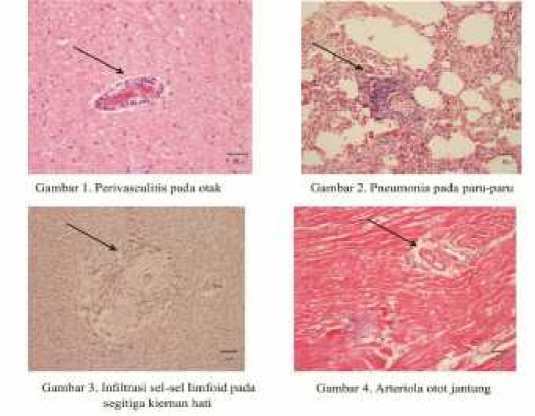 Gambar 1. Perivasculitis pada otak
Gambar 2. Pneumonia pada paru-paru
Gambar 3. Infiltrasi sel-sel limfoid pada
segitiga kiernan hati
Gambar 4. Arteriola otot jantung